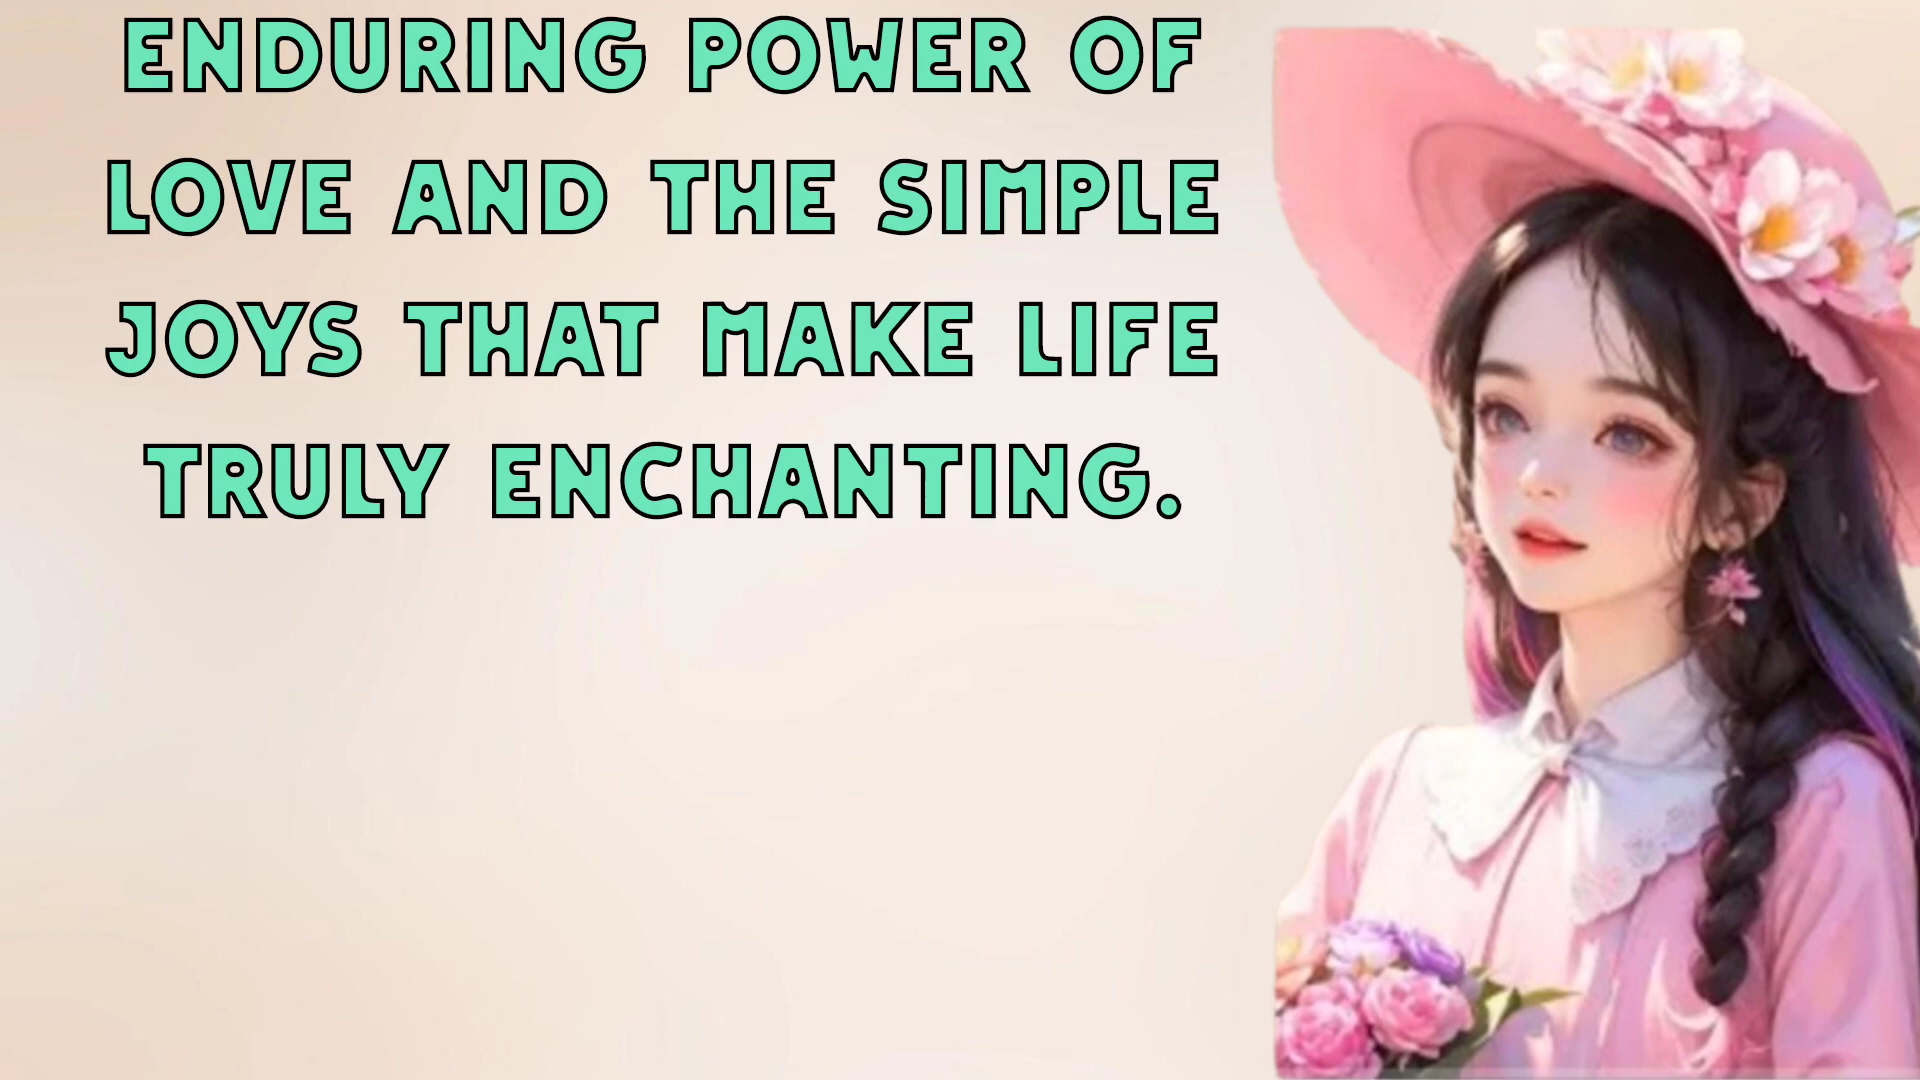 ENDURING POWER OF
LOVE AND THE SIMPLE
JOYS THAT MAKE LIFE
TRULY ENCHANTING.